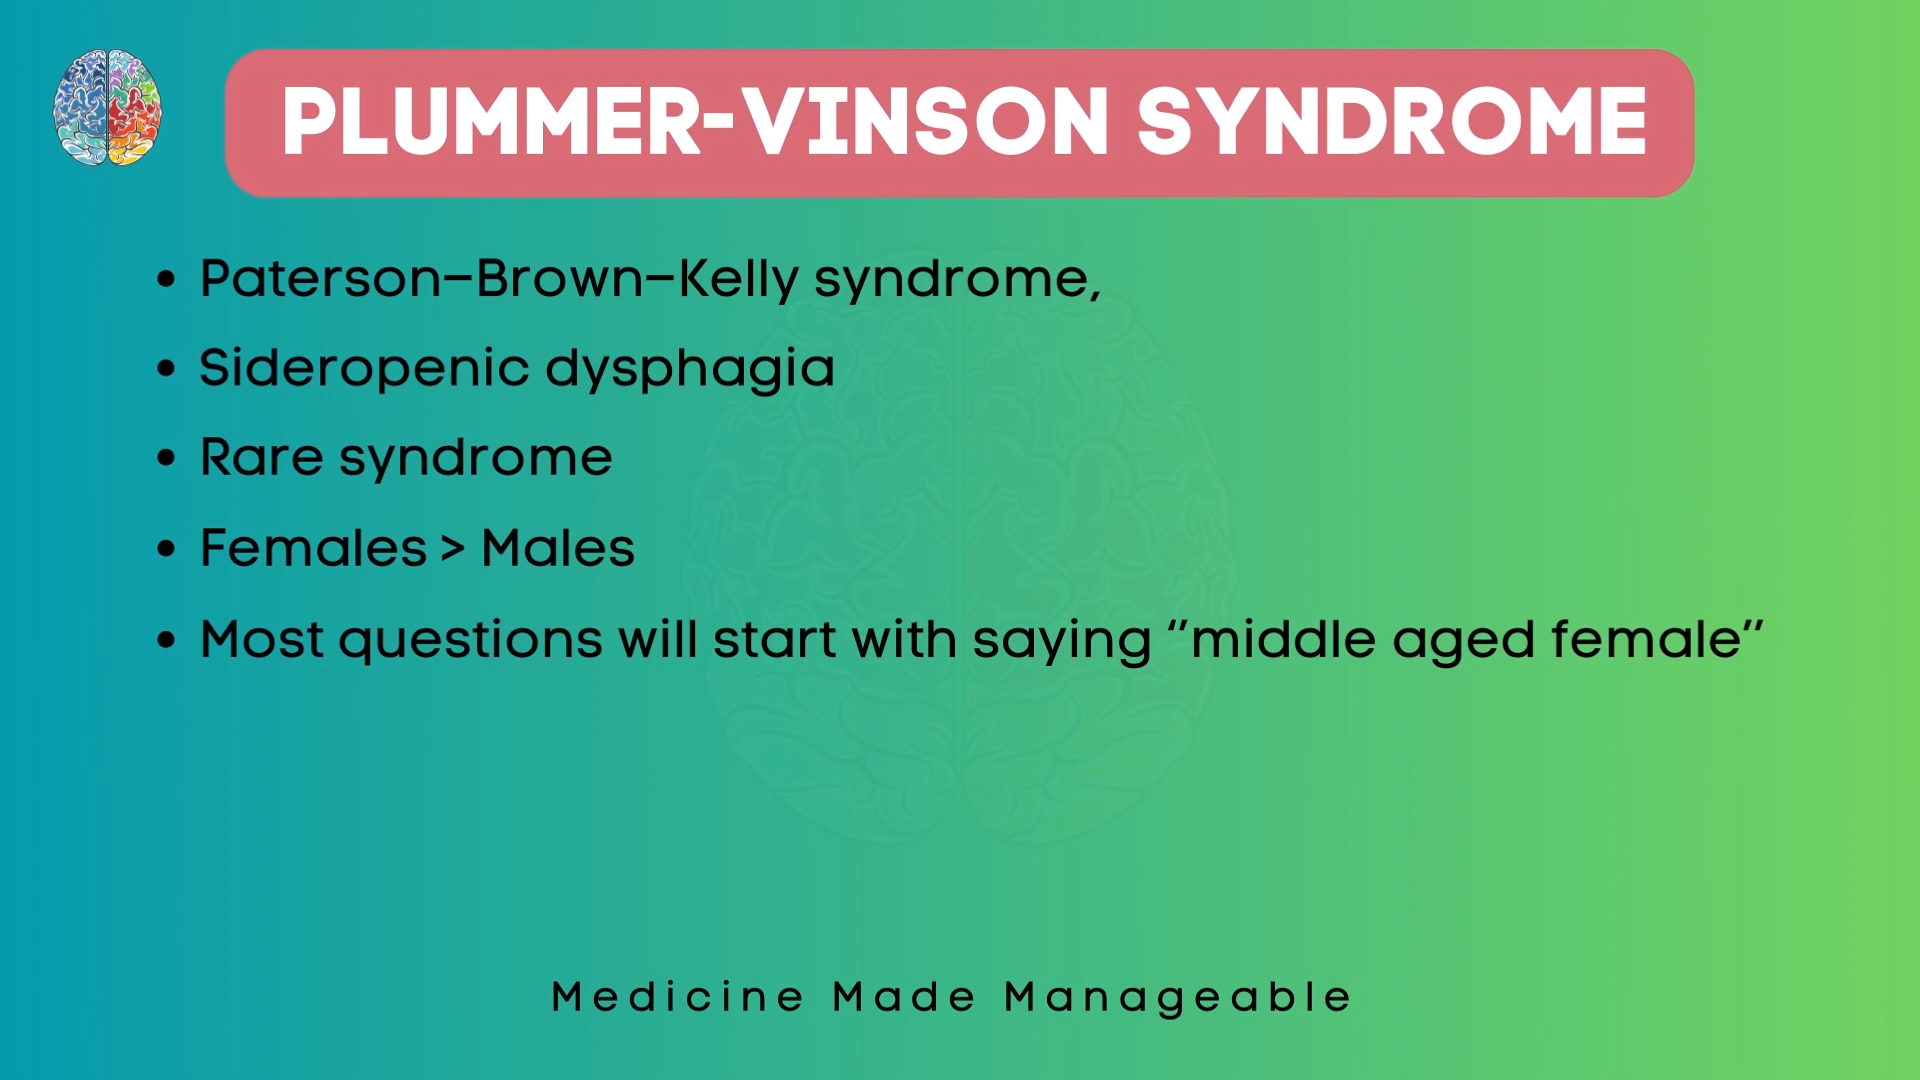 PLUMMER-VINSON SYNDROME
• Paterson–Brown–Kelly syndrome,
• Sideropenic dysphagia
• Rare syndrome
• Females > Males
• Most questions will start with saying “middle aged female”
Medicine Made Manageable